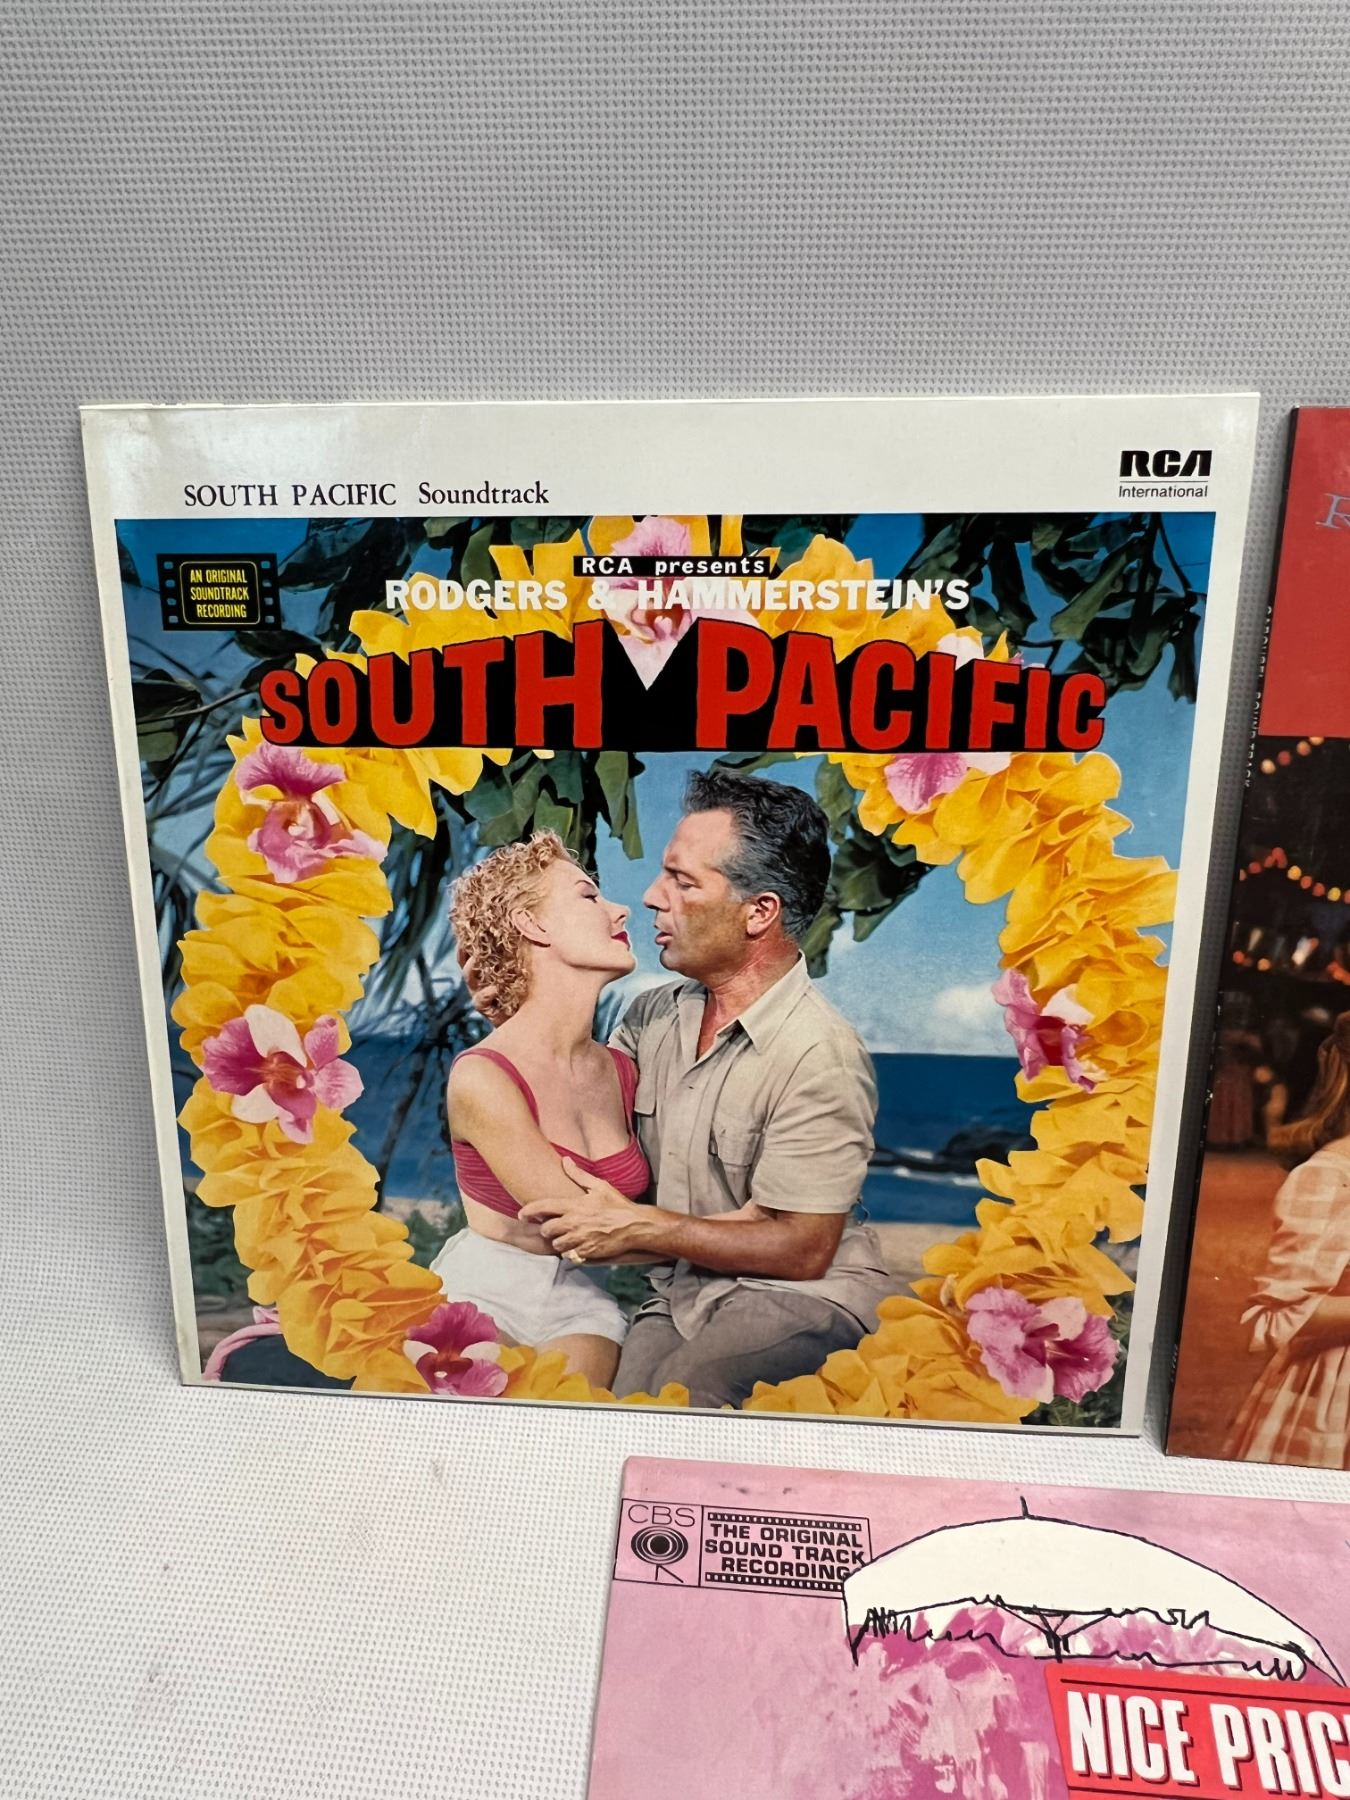 SOUTH PACIFIC Soundtrack
RCA
International
AN ORIGINAL
SOUNDTRACK
RECORDING
RCA presents
RODGERS & HAMMERSTEIN'S
SOUTH PACIFIC
CBS
THE ORIGINAL
SOUND TRACK
RECORDING
NICE PRIC